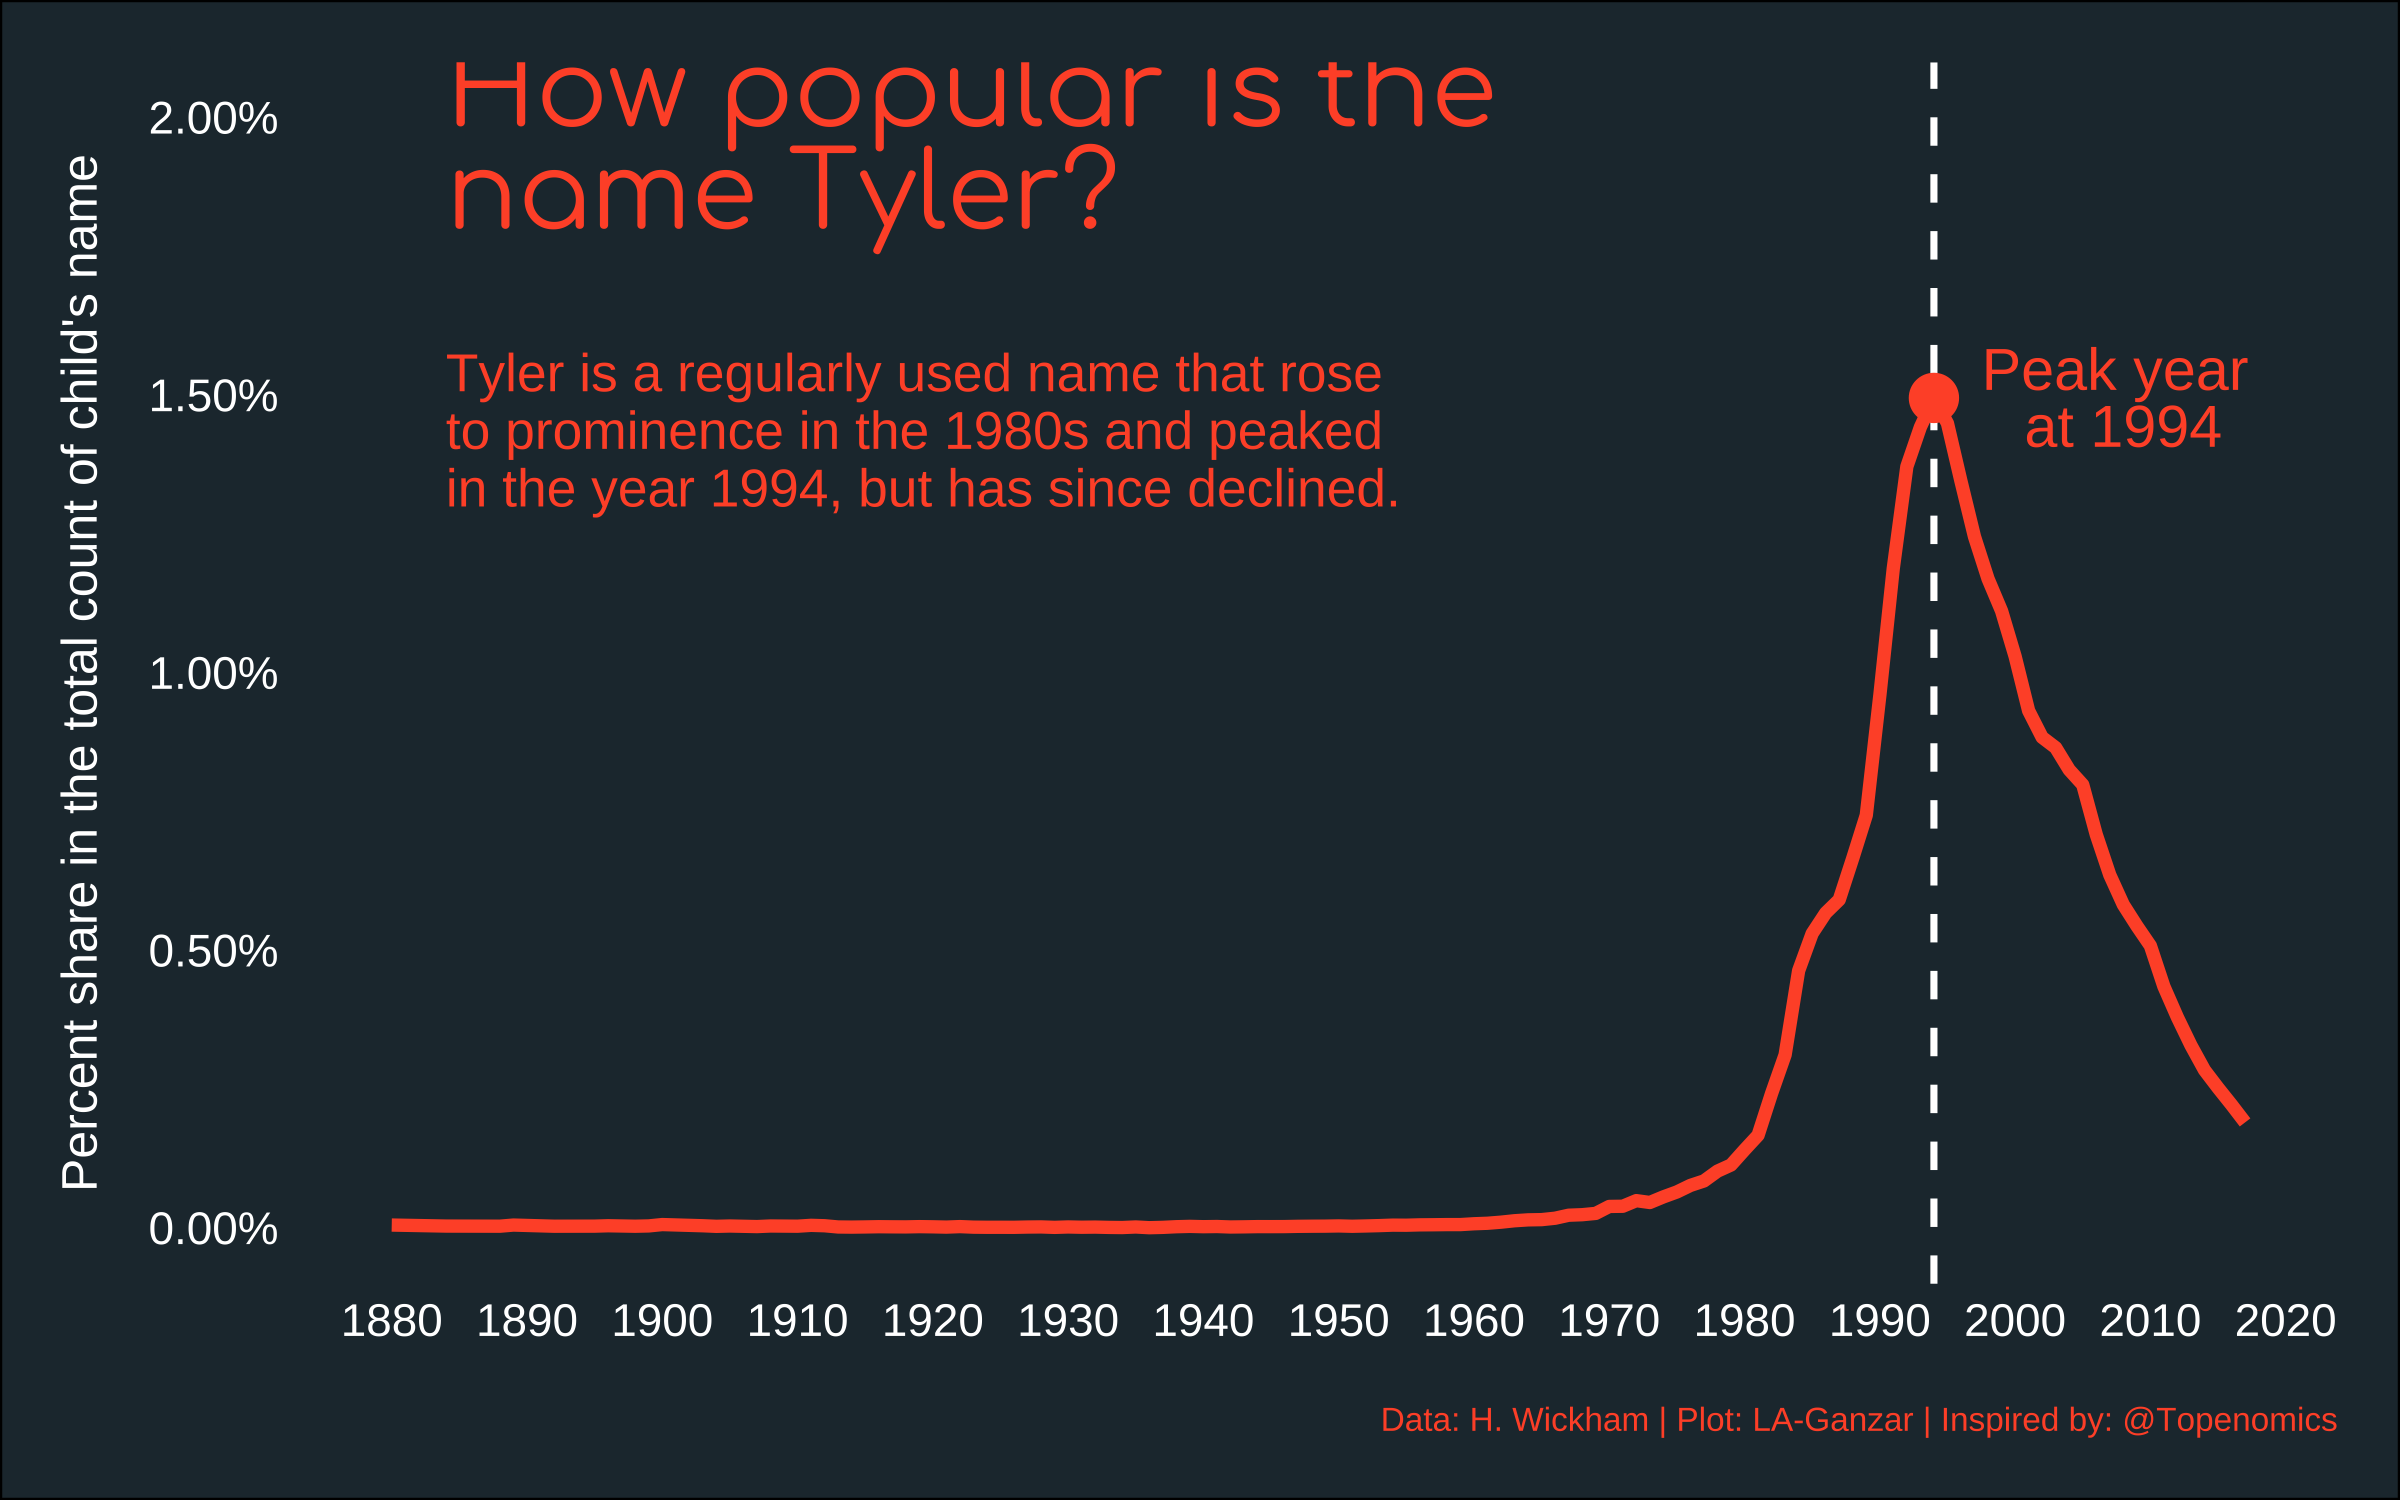 How popular is the
name Tyler?
Tyler is a regularly used name that rose
to prominence in the 1980s and peaked
in the year 1994, but has since declined.
Peak year
at 1994
Percent share in the total count of child's name
2.00%
1.50%
1.00%
0.50%
0.00%
1880 1890 1900 1910 1920 1930 1940 1950 1960 1970 1980 1990 2000 2010 2020
Data: H. Wickham | Plot: LA-Ganzar | Inspired by: @Topenomics